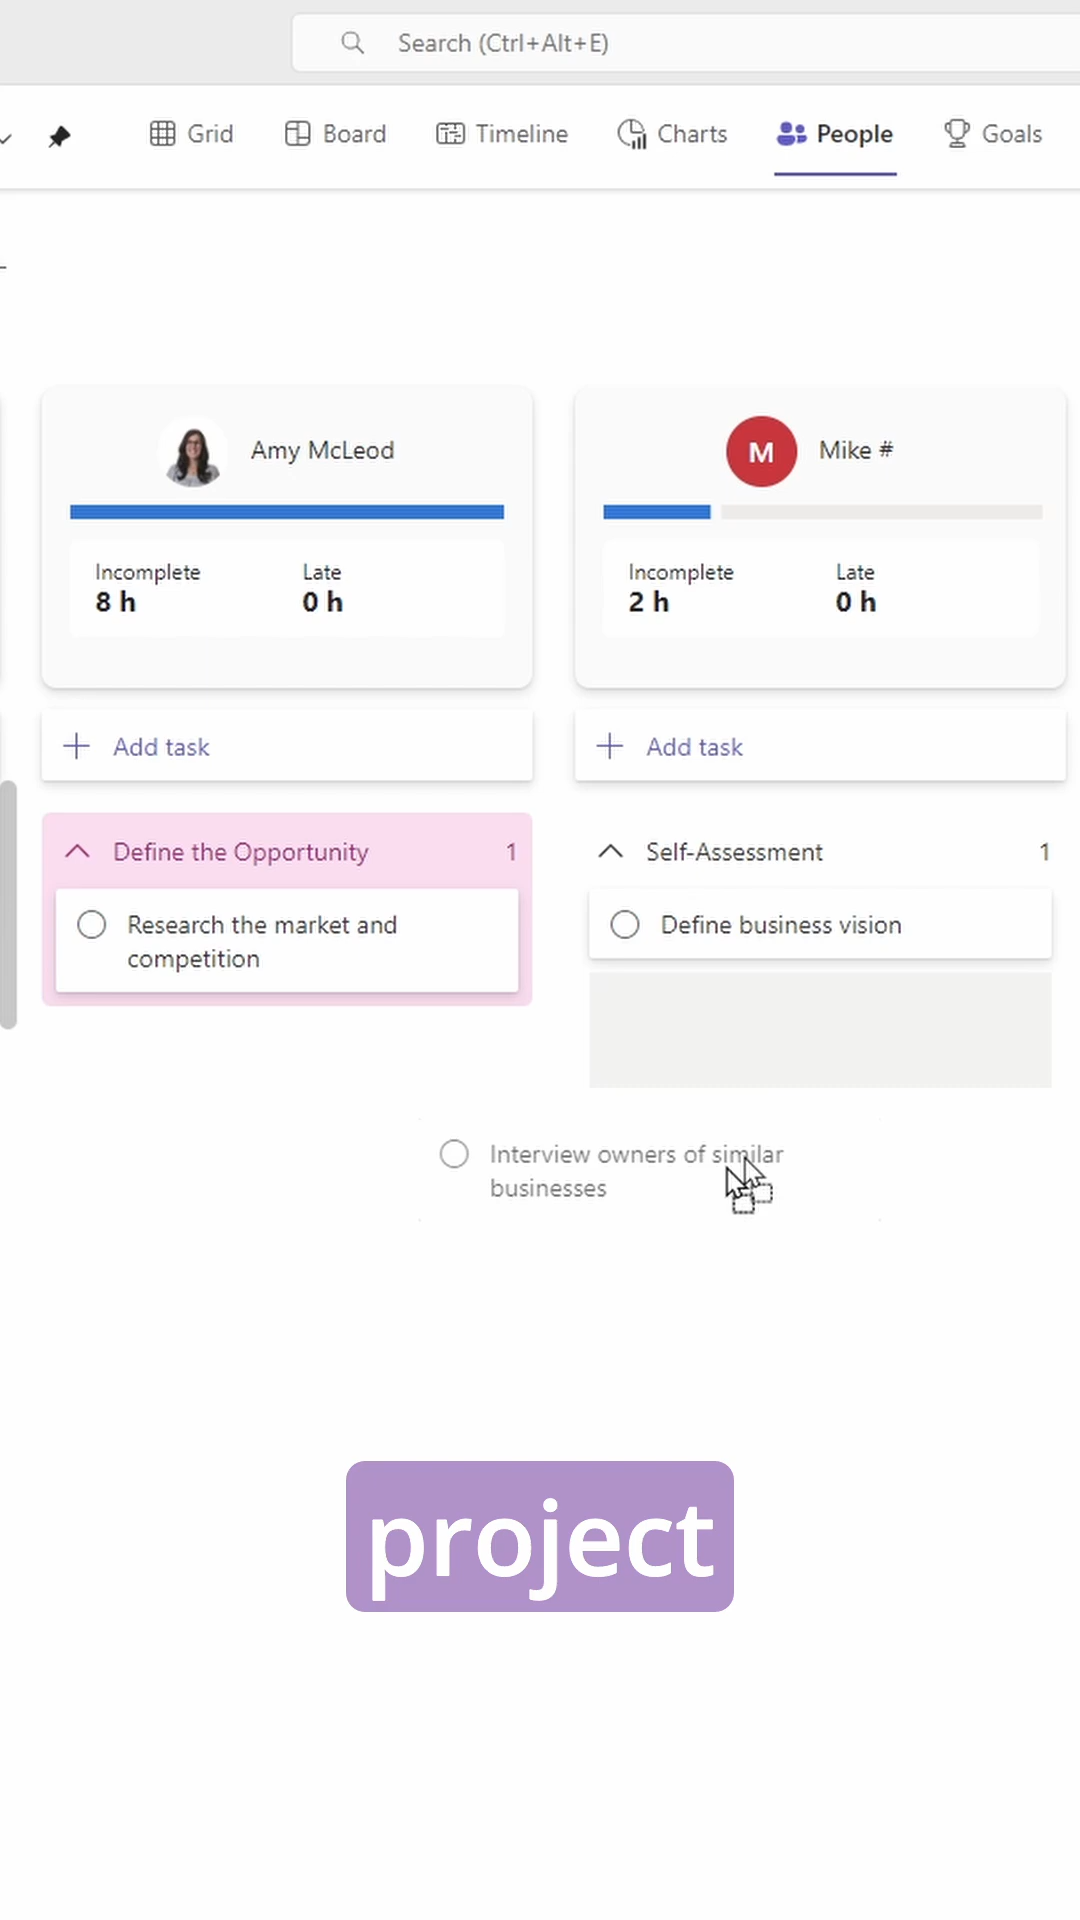 Search (Ctrl+Alt+E)
Grid
Board
Timeline
Charts
People
Goals
Amy McLeod
Incomplete
Late
8 h
0 h
Add task
Define the Opportunity
1
Research the market and
competition
M
Mike #
Incomplete
Late
2 h
0 h
Add task
Self-Assessment
1
Define business vision
Interview owners of similar
businesses
project